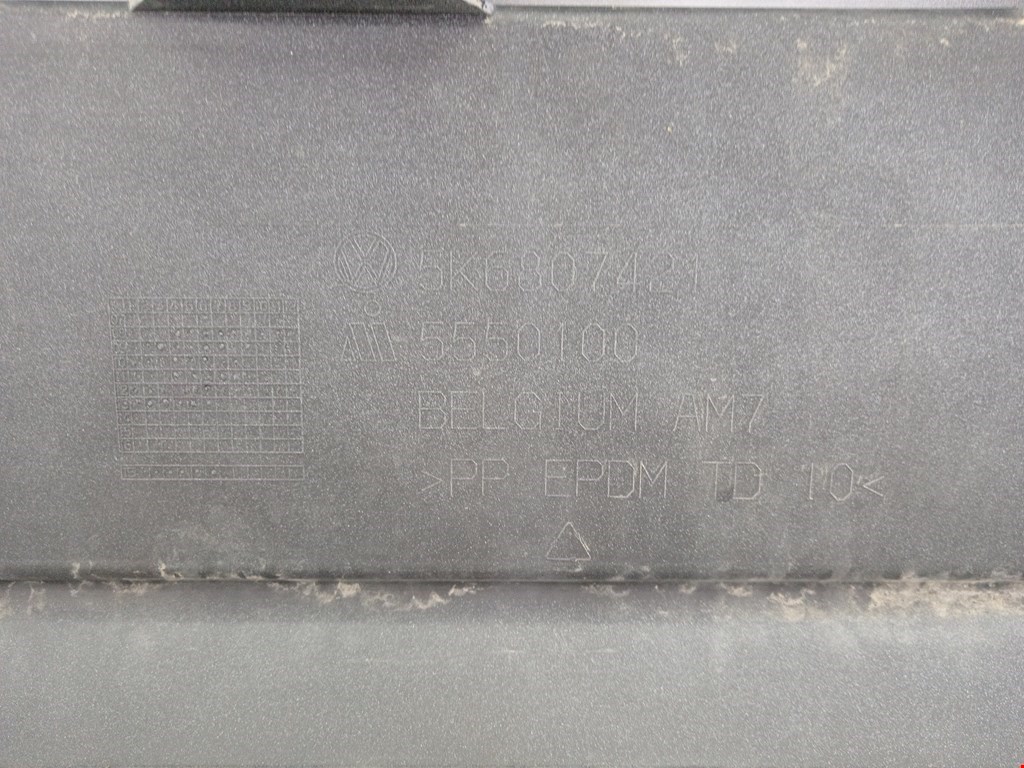 5K6807421
5550100
BELGIUM AM7
>PP EPDM TD 10<